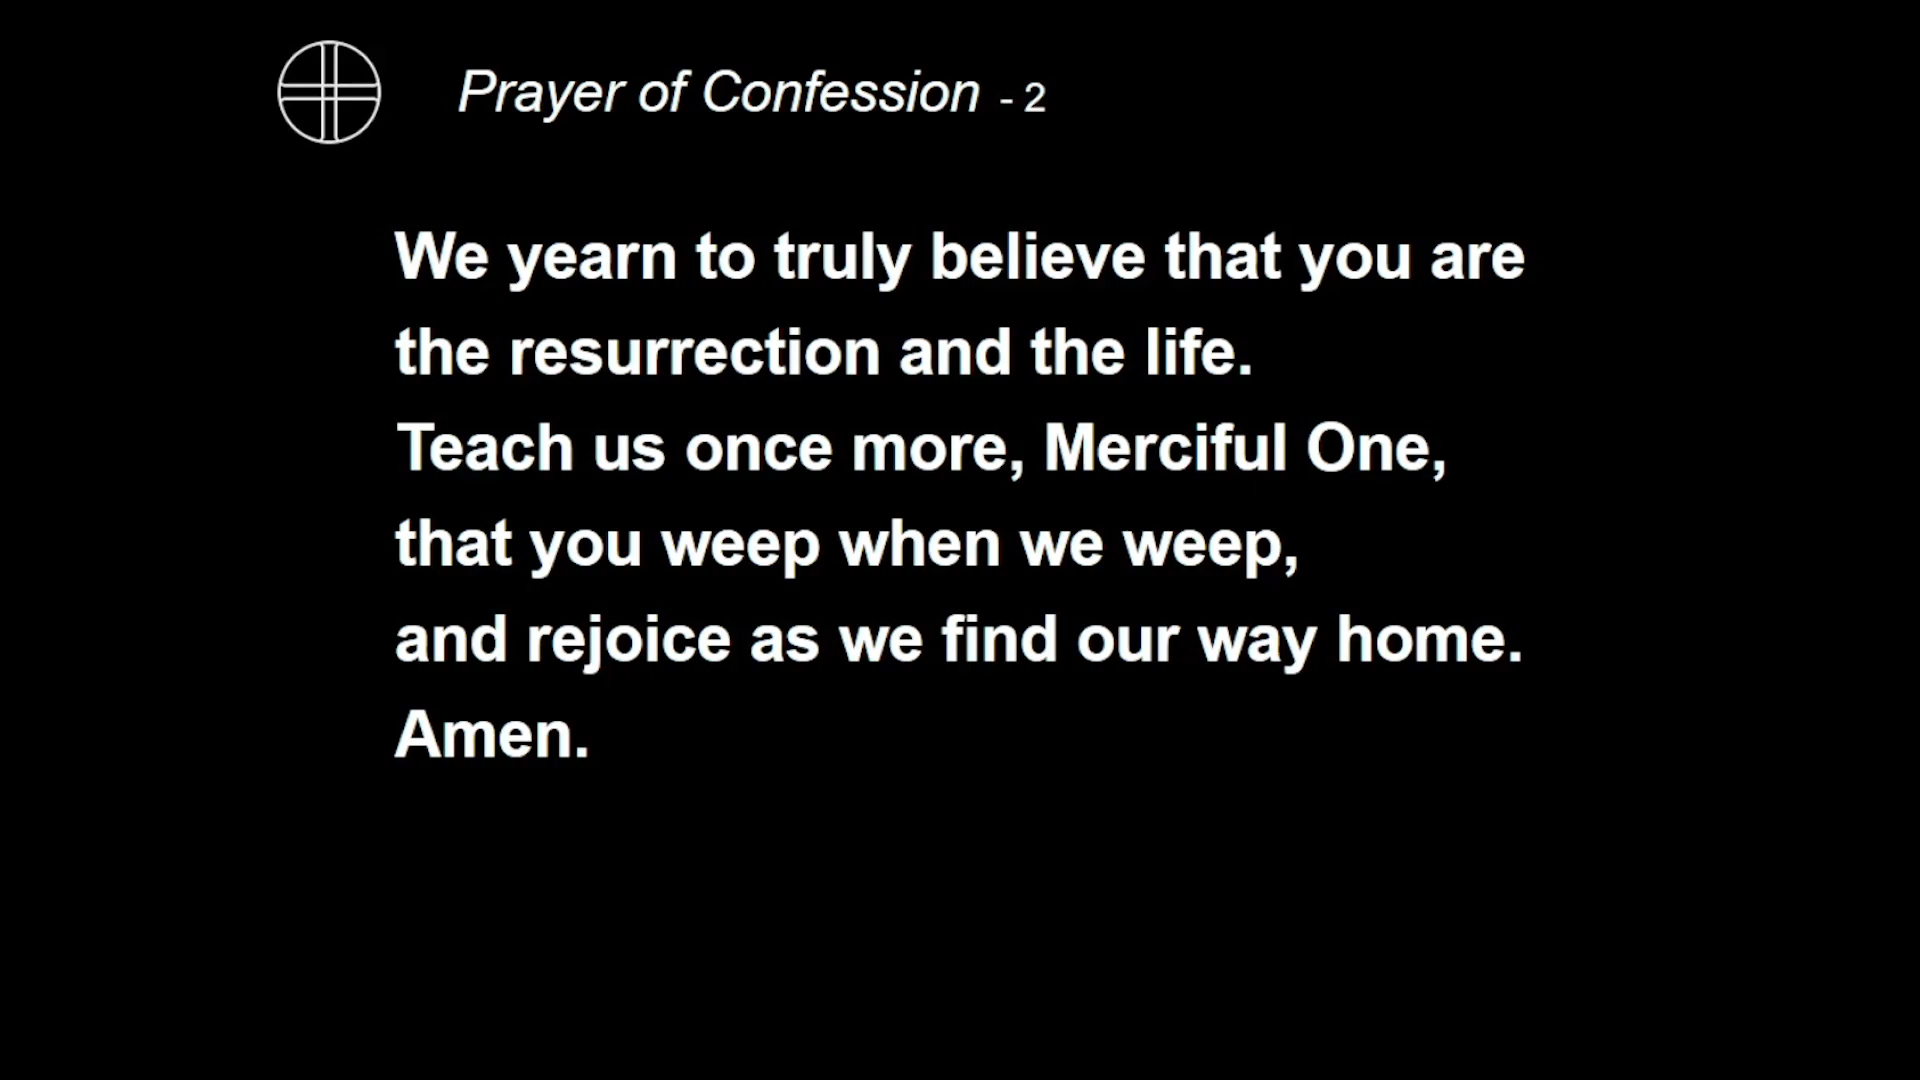 Prayer of Confession - 2
We yearn to truly believe that you are
the resurrection and the life.
Teach us once more, Merciful One,
that you weep when we weep,
and rejoice as we find our way home.
Amen.